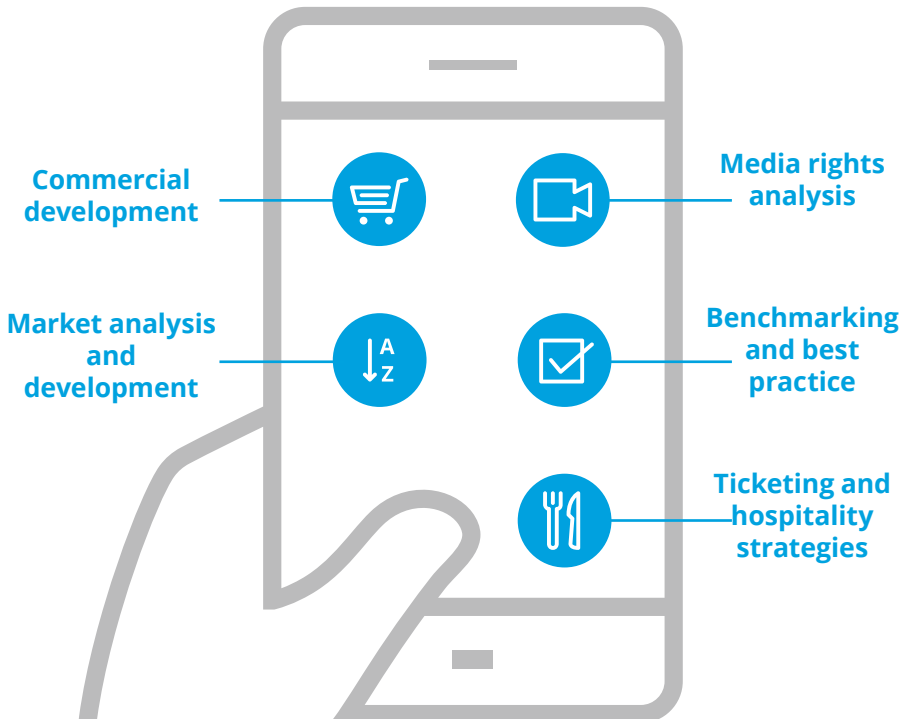 Commercial
development
Media rights
analysis
Market analysis
and
development
A
Z
Benchmarking
and best
practice
Ticketing and
hospitality
strategies